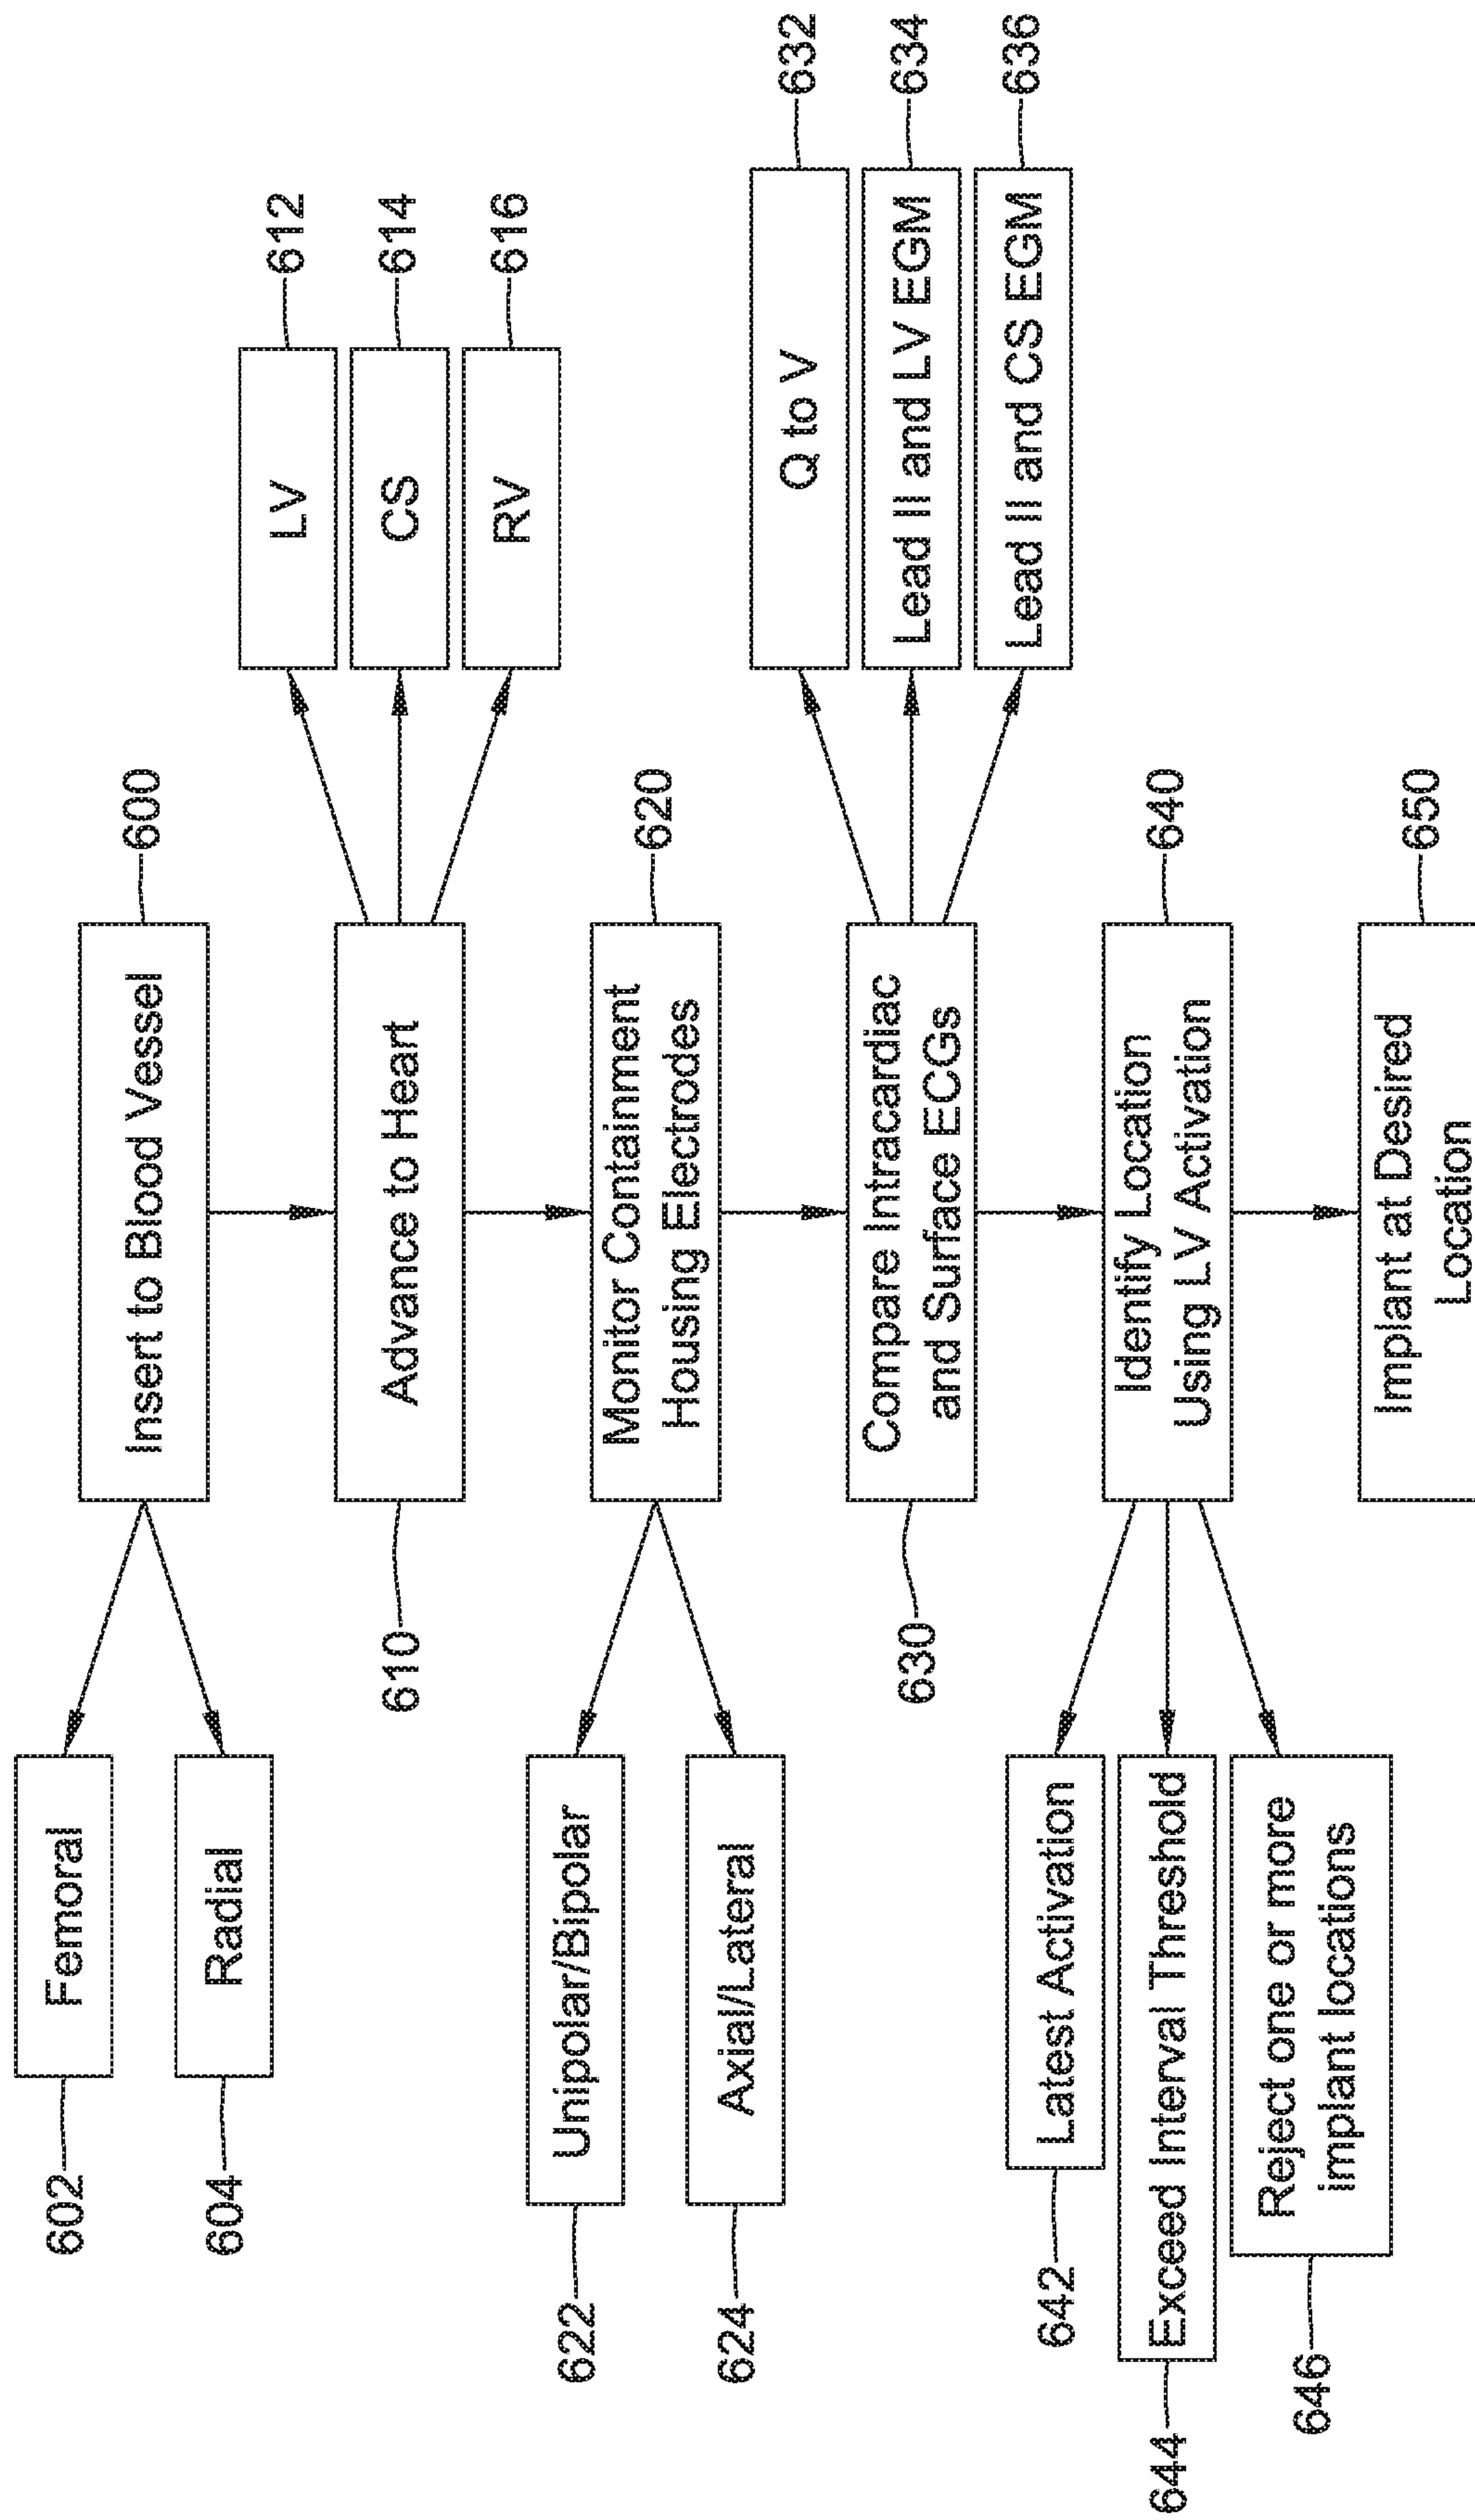 602
Femoral
604
Radial
Insert to Blood Vessel
600
610
Advance to Heart
LV
612
CS
614
RV
616
622
Unipolar/Bipolar
624
Axial/Lateral
Monitor Containment
Housing Electrodes
620
630
Compare Intracardiac
and Surface ECGs
Q to V
632
Lead III and LV EGM
634
Lead II and CS EGM
636
642
Latest Activation
644
Exceed Interval Threshold
646
Reject one or more
implant locations
Identify Location
Using LV Activation
640
Implant at Desired
Location
650